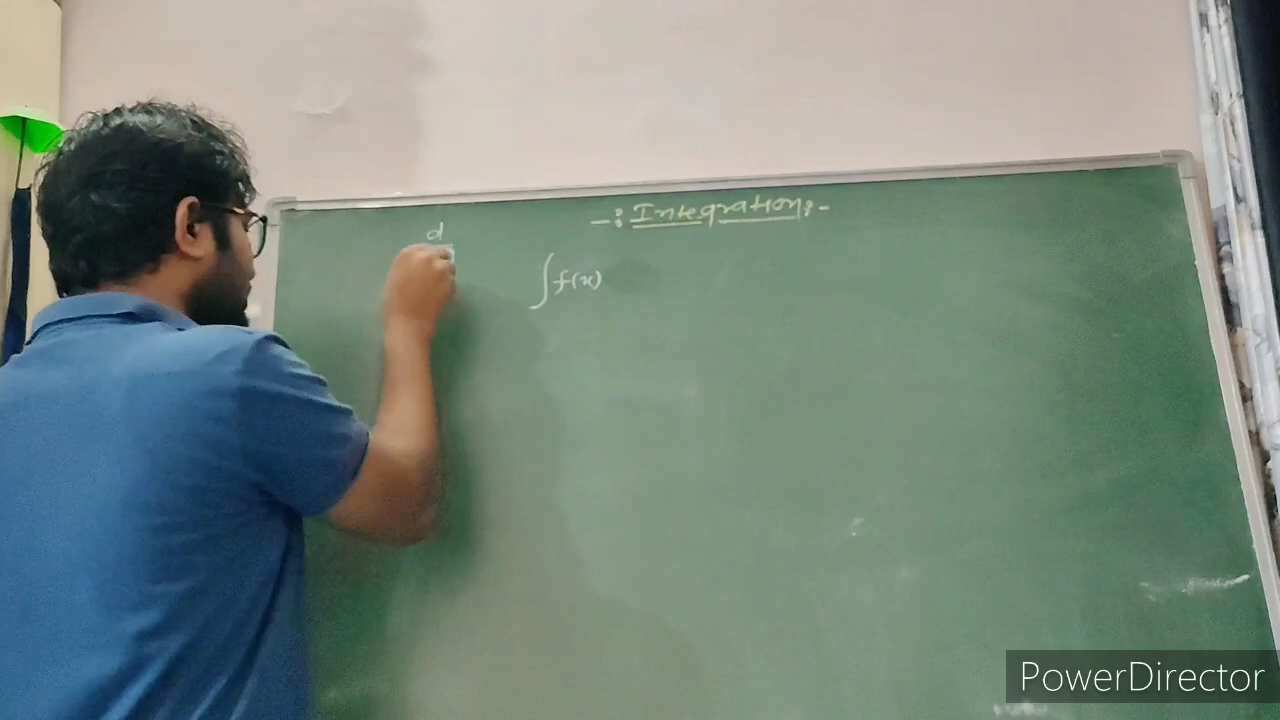 -: Integration :-
d
∫f(x)
PowerDirector